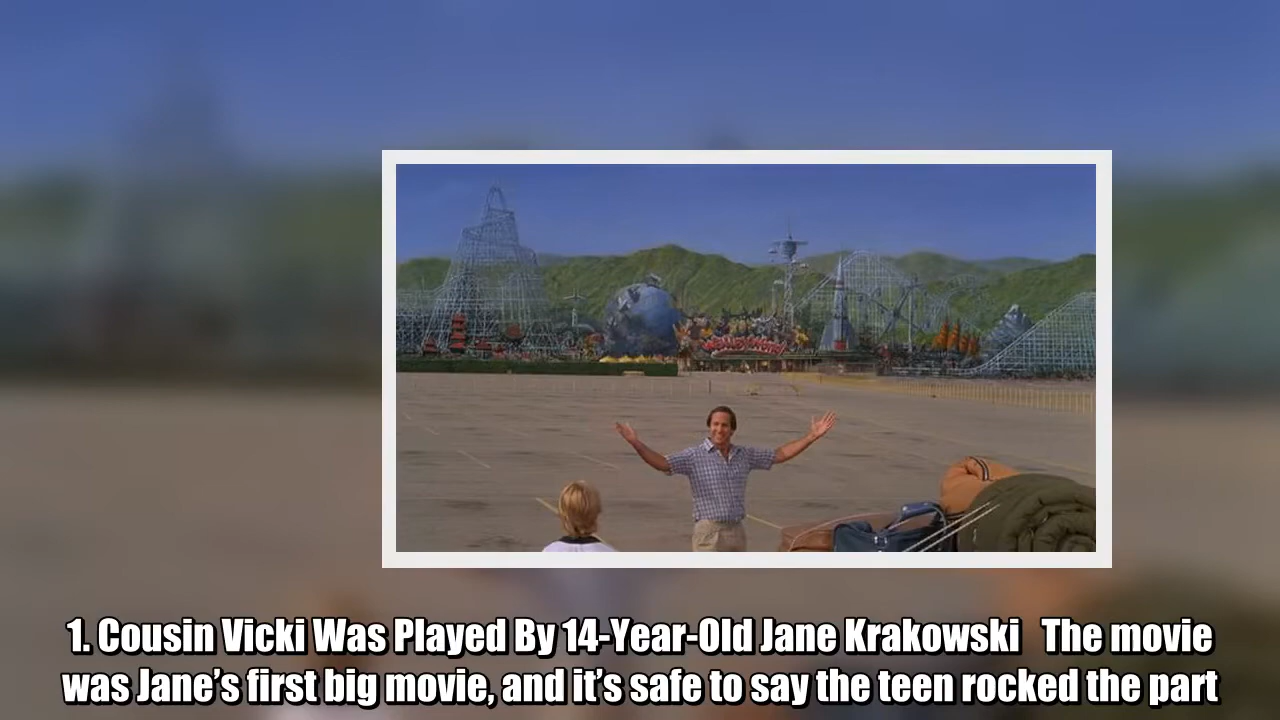 1. Cousin Vicki Was Played By 14-Year-Old Jane Krakowski   The movie
was Jane’s first big movie, and it’s safe to say the teen rocked the part